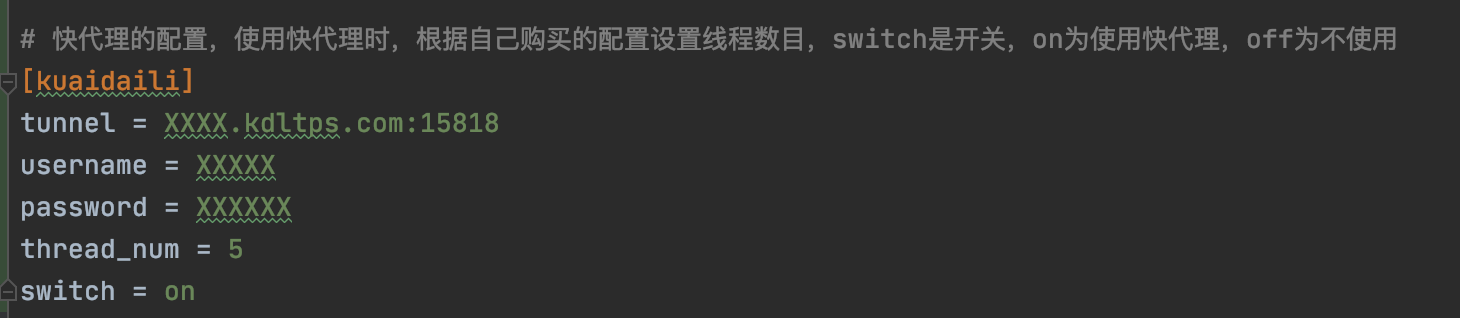 # 快代理的配置，使用快代理时，根据自己购买的配置设置线程数目，switch是开关，on为使用快代理，off为不使用
[kuaidaili]
tunnel = XXXX.kdltps.com:15818
username = XXXXX
password = XXXXXX
thread_num = 5
switch = on